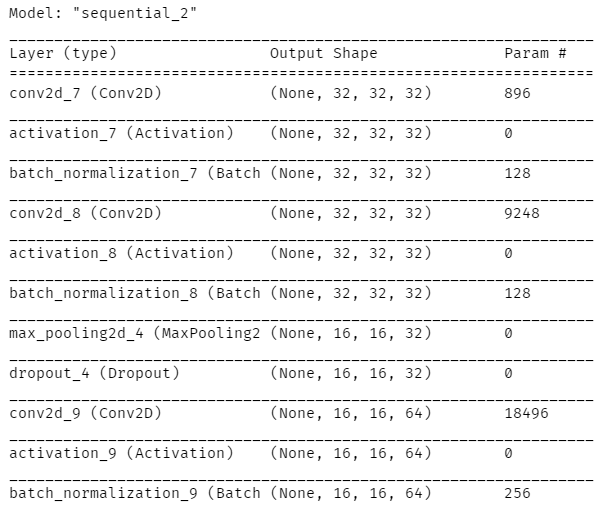 Model: "sequential_2"
_________________________________________________________________
Layer (type)                 Output Shape              Param #
=================================================================
conv2d_7 (Conv2D)            (None, 32, 32, 32)        896
_________________________________________________________________
activation_7 (Activation)    (None, 32, 32, 32)        0
_________________________________________________________________
batch_normalization_7 (Batch (None, 32, 32, 32)        128
_________________________________________________________________
conv2d_8 (Conv2D)            (None, 32, 32, 32)        9248
_________________________________________________________________
activation_8 (Activation)    (None, 32, 32, 32)        0
_________________________________________________________________
batch_normalization_8 (Batch (None, 32, 32, 32)        128
_________________________________________________________________
max_pooling2d_4 (MaxPooling2 (None, 16, 16, 32)        0
_________________________________________________________________
dropout_4 (Dropout)          (None, 16, 16, 32)        0
_________________________________________________________________
conv2d_9 (Conv2D)            (None, 16, 16, 64)        18496
_________________________________________________________________
activation_9 (Activation)    (None, 16, 16, 64)        0
_________________________________________________________________
batch_normalization_9 (Batch (None, 16, 16, 64)        256